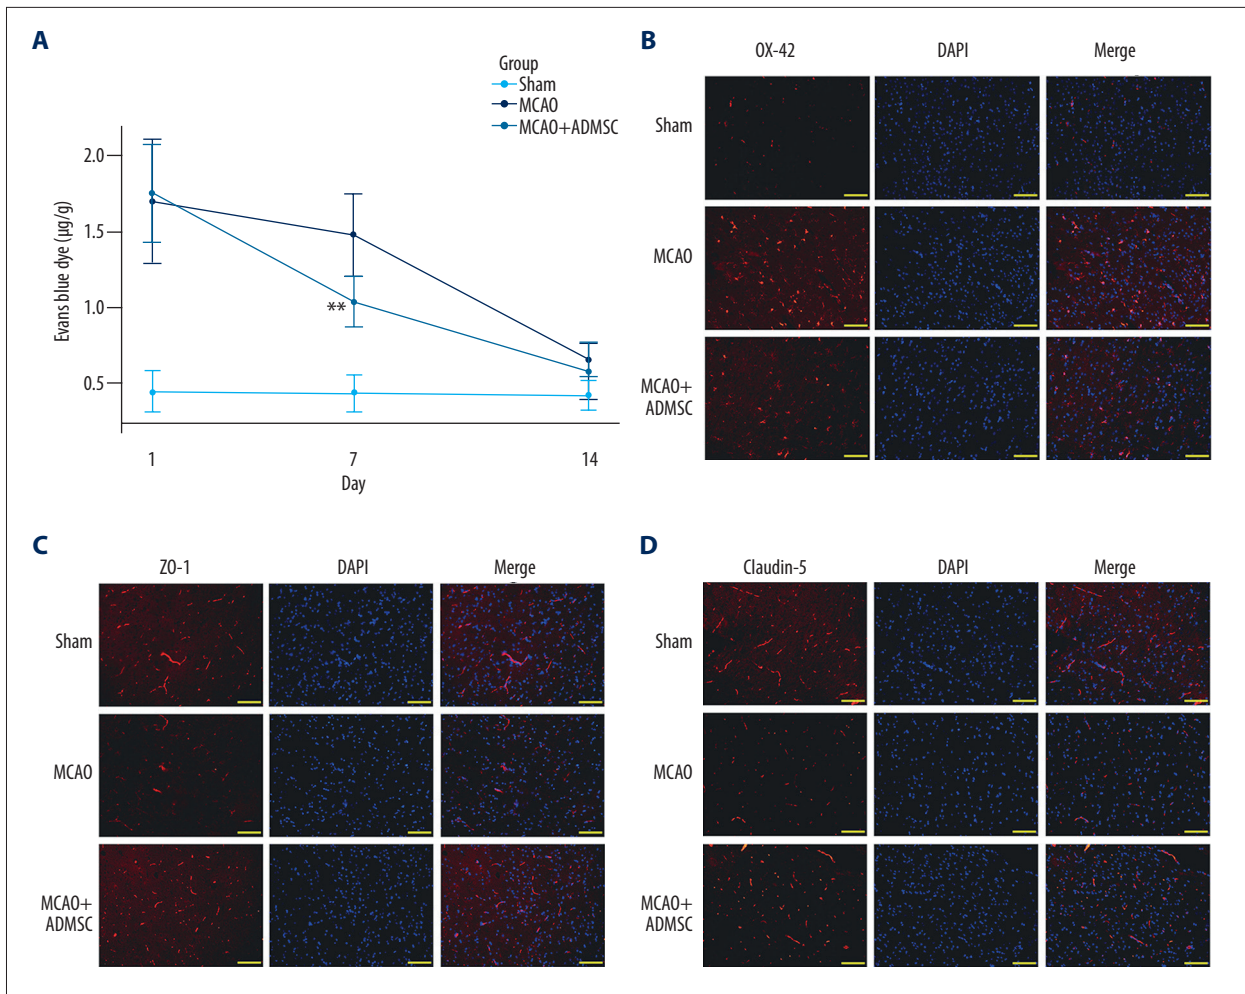 A
Group
Sham
MCAO
MCAO+ADMSC
2.0
1.5
1.0
0.5
Evans blue dye (µg/g)
**
1 7 14
Day
B
OX-42 DAPI Merge
Sham
MCAO
MCAO+
ADMSC
C
ZO-1 DAPI Merge
Sham
MCAO
MCAO+
ADMSC
D
Claudin-5 DAPI Merge
Sham
MCAO
MCAO+
ADMSC